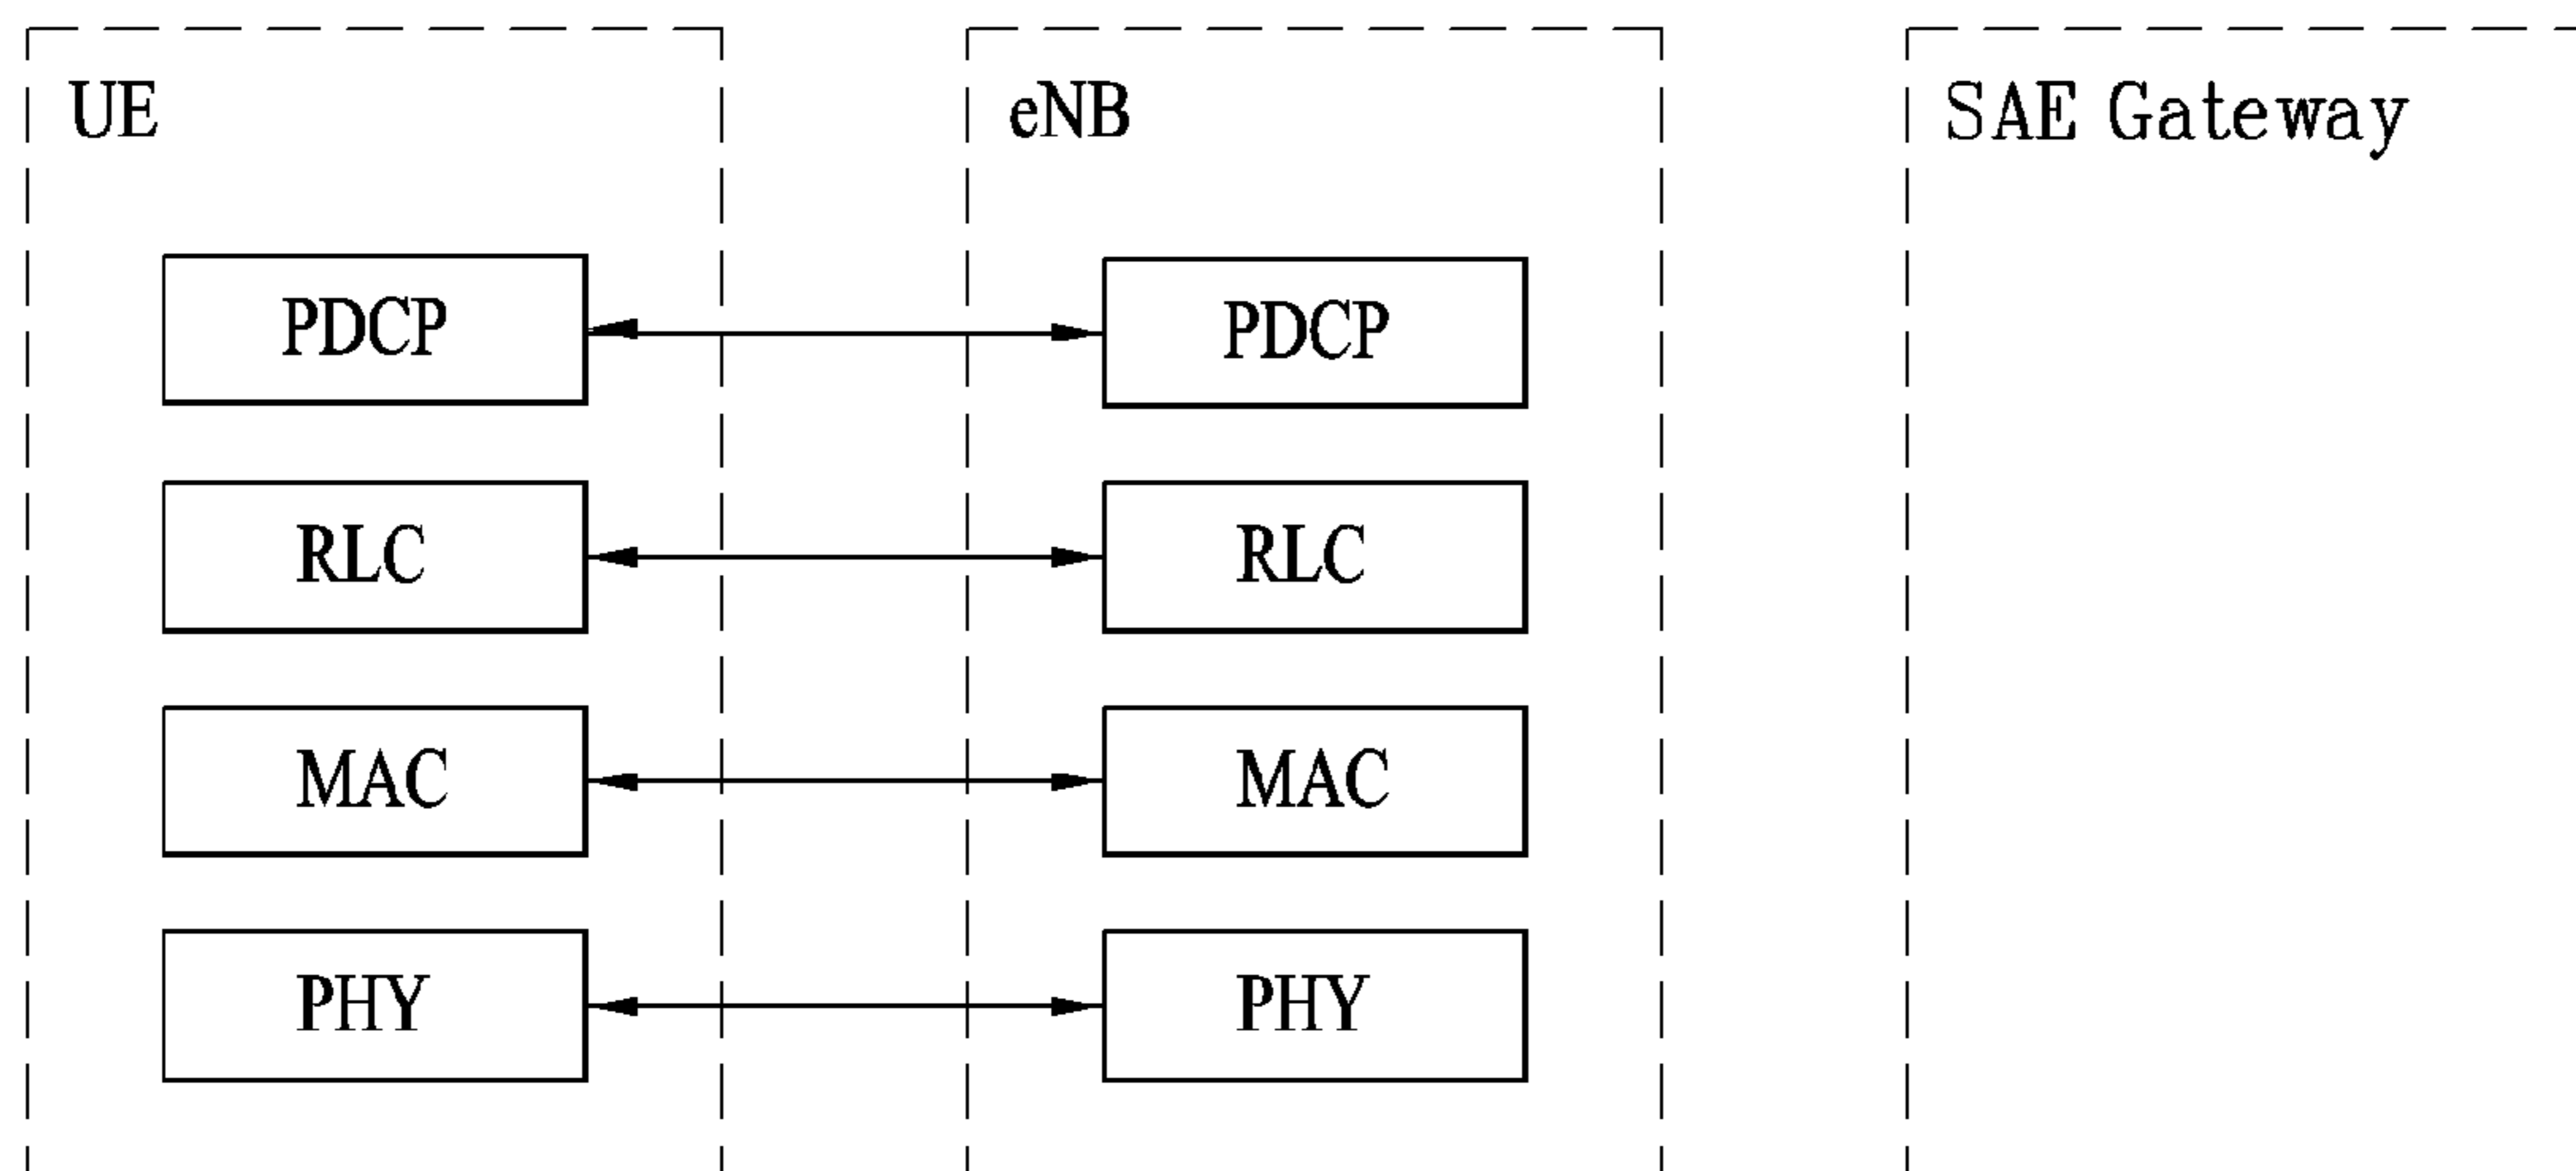 UE
eNB
SAE Gateway
PDCP
PDCP
RLC
RLC
MAC
MAC
PHY
PHY